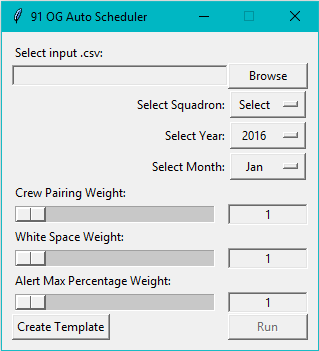 91 OG Auto Scheduler
Select input .csv:
Browse
Select Squadron: Select
Select Year: 2016
Select Month: Jan
Crew Pairing Weight:
1
White Space Weight:
1
Alert Max Percentage Weight:
1
Create Template Run